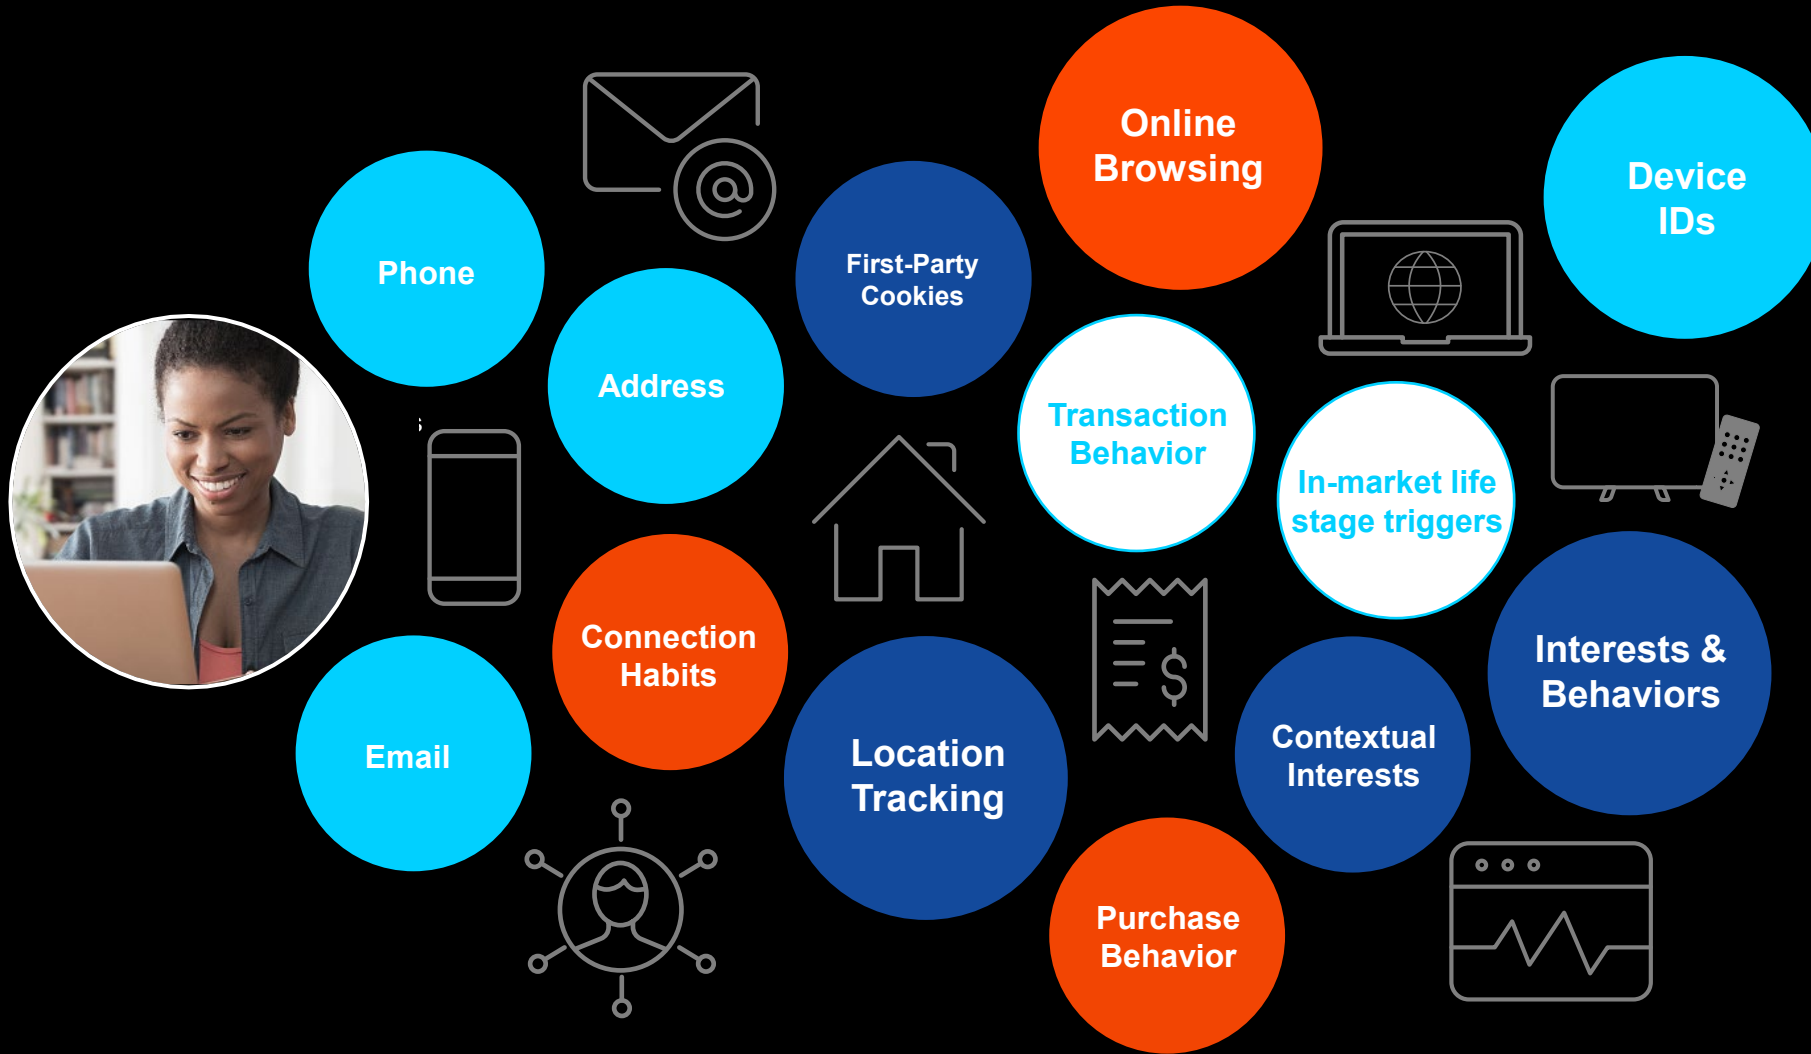 Online
Browsing
Device
IDs
Phone
First-Party
Cookies
Address
Transaction
Behavior
In-market life
stage triggers
Connection
Habits
Interests &
Behaviors
Email
Location
Tracking
Contextual
Interests
Purchase
Behavior
@
$